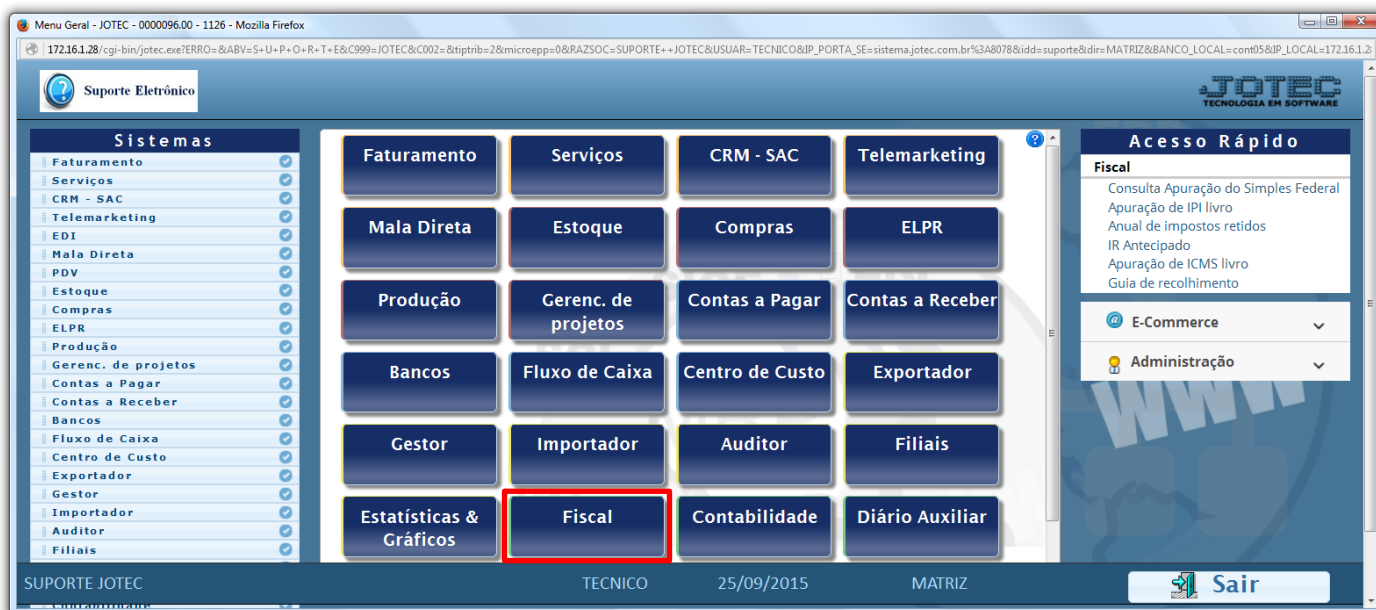 Menu Geral - JOTEC - 0000096.00 - 1126 - Mozilla Firefox
172.16.1.28/cgi-bin/jotec.exe?ERRO=&ABV=S+U+P+O+R+T+E&C999=JOTEC&C002=&tiptrib=2&microepp=0&RAZSOC=SUPORTE++JOTEC&USUAR=TECNICO&IP_PORTA_SE=sistema.jotec.com.br%3A8078&idd=suporte&dir=MATRIZ&BANCO_LOCAL=cont05&IP_LOCAL=172.16.1.2
Suporte Eletrônico
JOTEC
TECNOLOGIA EM SOFTWARE
Sistemas
Faturamento
Serviços
CRM - SAC
Telemarketing
EDI
Mala Direta
PDV
Estoque
Compras
ELPR
Produção
Gerenc. de projetos
Contas a Pagar
Contas a Receber
Bancos
Fluxo de Caixa
Centro de Custo
Exportador
Gestor
Importador
Auditor
Filiais
Contabilidade
Faturamento
Serviços
CRM - SAC
Telemarketing
Mala Direta
Estoque
Compras
ELPR
Produção
Gerenc. de
projetos
Contas a Pagar
Contas a Receber
Bancos
Fluxo de Caixa
Centro de Custo
Exportador
Gestor
Importador
Auditor
Filiais
Estatísticas &
Gráficos
Fiscal
Contabilidade
Diário Auxiliar
Acesso Rápido
Fiscal
Consulta Apuração do Simples Federal
Apuração de IPI livro
Anual de impostos retidos
IR Antecipado
Apuração de ICMS livro
Guia de recolhimento
E-Commerce
Administração
WWW
SUPORTE JOTEC
TECNICO
25/09/2015
MATRIZ
Sair